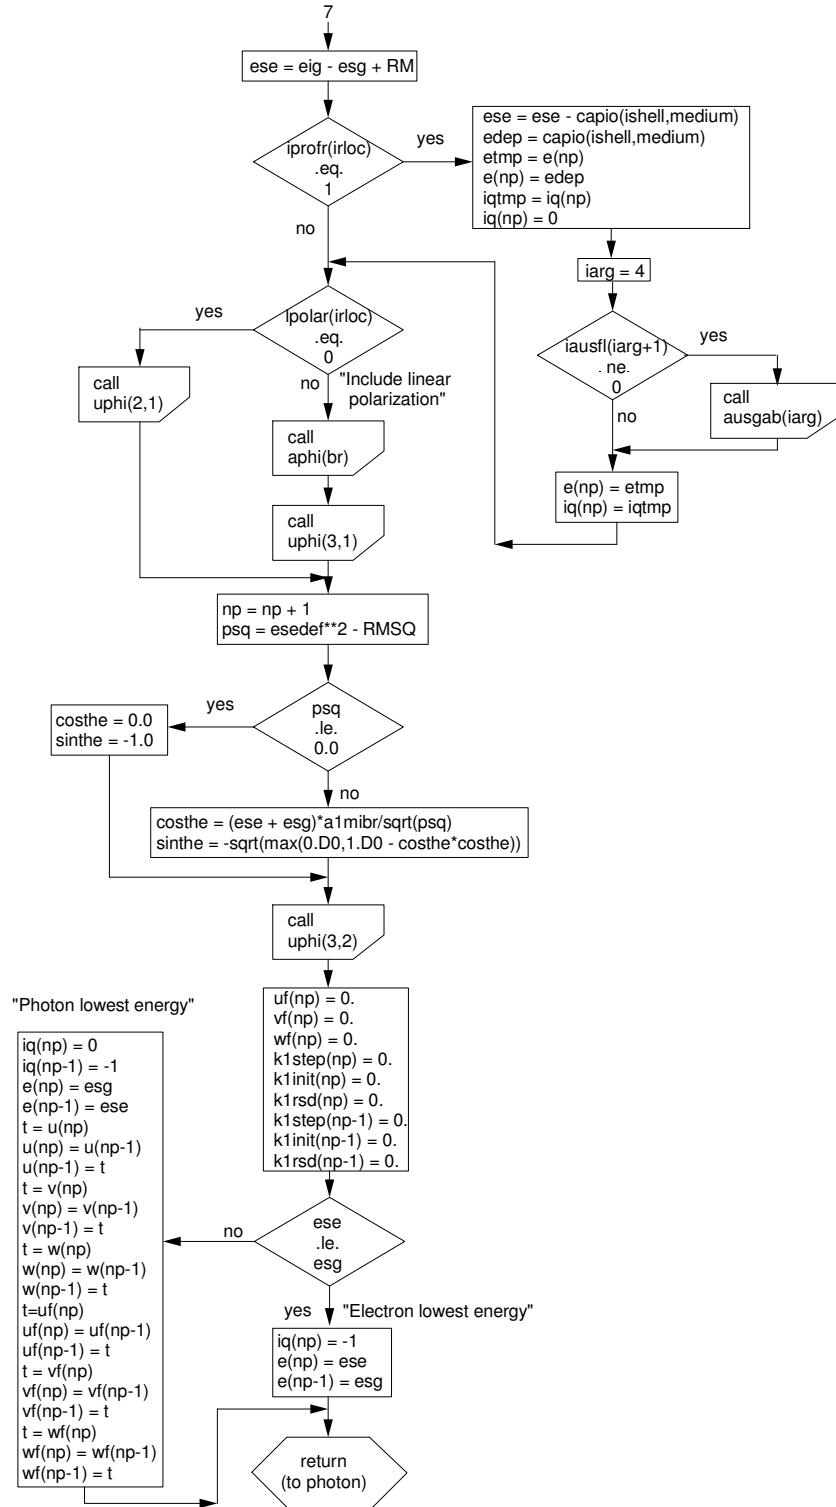 7
ese = eig - esg + RM
iprofr(irloc)
.eq.
1
yes
no
ese = ese - capio(ishell,medium)
edep = capio(ishell,medium)
etmp = e(np)
e(np) = edep
iqtmp = iq(np)
iq(np) = 0
iarg = 4
iausfl(iarg+1)
. ne.
0
yes
no
call
ausgab(iarg)
e(np) = etmp
iq(np) = iqtmp
lpolar(irloc)
.eq.
0
yes
no
"Include linear
polarization"
call
uphi(2,1)
call
aphi(br)
call
uphi(3,1)
np = np + 1
psq = esedef**2 - RMSQ
psq
.le.
0.0
yes
no
costhe = 0.0
sinthe = -1.0
costhe = (ese + esg)*a1mibr/sqrt(psq)
sinthe = -sqrt(max(0.D0,1.D0 - costhe*costhe))
call
uphi(3,2)
uf(np) = 0.
vf(np) = 0.
wf(np) = 0.
k1step(np) = 0.
k1init(np) = 0.
k1rsd(np) = 0.
k1step(np-1) = 0.
k1init(np-1) = 0.
k1rsd(np-1) = 0.
ese
.le.
esg
no
yes
"Photon lowest energy"
iq(np) = 0
iq(np-1) = -1
e(np) = esg
e(np-1) = ese
t = u(np)
u(np) = u(np-1)
u(np-1) = t
t = v(np)
v(np) = v(np-1)
v(np-1) = t
t = w(np)
w(np) = w(np-1)
w(np-1) = t
t=uf(np)
uf(np) = uf(np-1)
uf(np-1) = t
t = vf(np)
vf(np) = vf(np-1)
vf(np-1) = t
t = wf(np)
wf(np) = wf(np-1)
wf(np-1) = t
"Electron lowest energy"
iq(np) = -1
e(np) = ese
e(np-1) = esg
return
(to photon)